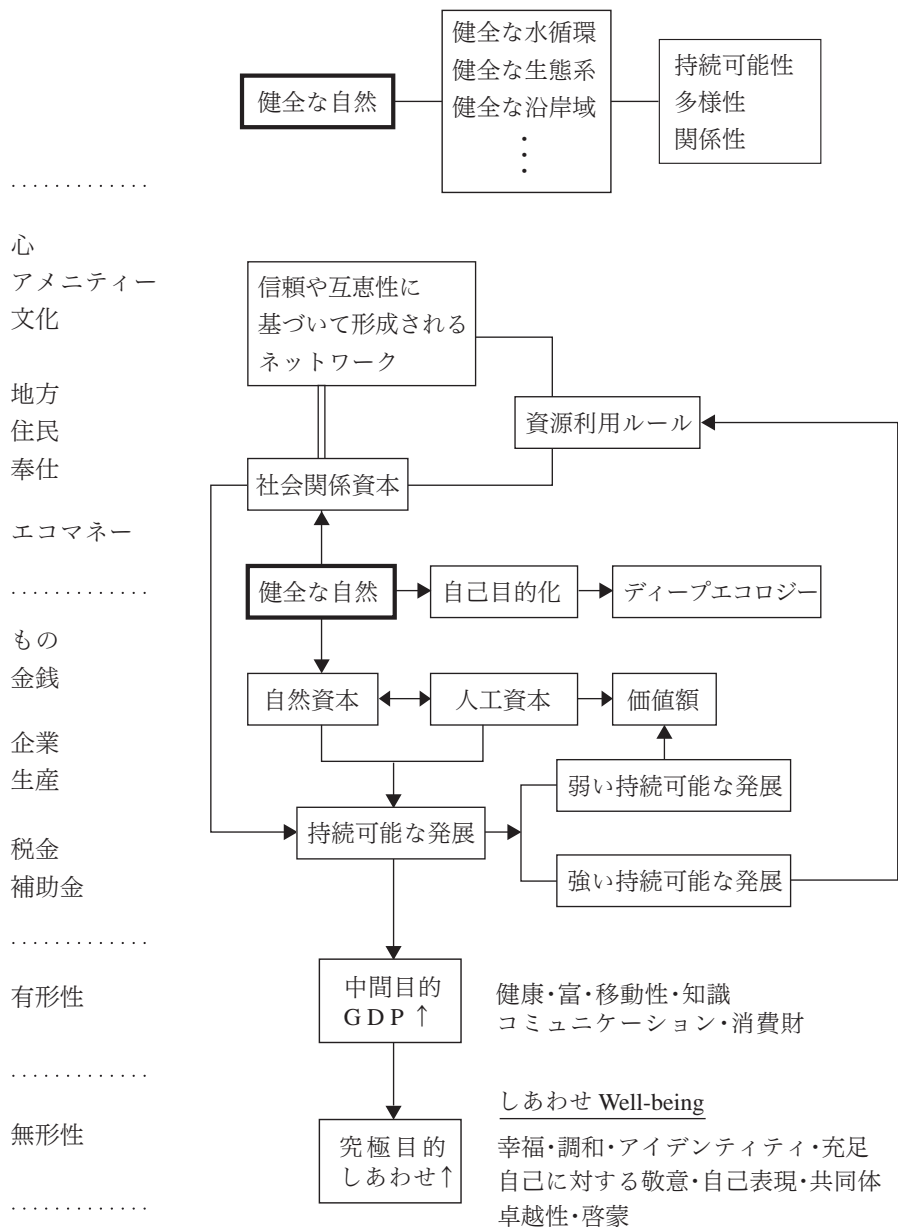 健全な自然
健全な水循環
健全な生態系
健全な沿岸域
・
・
・
持続可能性
多様性
関係性
.............
心
アメニティー
文化
信頼や互恵性に
基づいて形成される
ネットワーク
地方
住民
奉仕
資源利用ルール
社会関係資本
エコマネー
健全な自然
自己目的化
ディープエコロジー
.............
もの
金銭
自然資本
人工資本
価値額
企業
生産
弱い持続可能な発展
持続可能な発展
税金
補助金
強い持続可能な発展
.............
有形性
中間目的
GDP↑
健康・富・移動性・知識
コミュニケーション・消費財
.............
無形性
究極目的
しあわせ↑
しあわせ Well-being
幸福・調和・アイデンティティ・充足
自己に対する敬意・自己表現・共同体
卓越性・啓蒙
.............